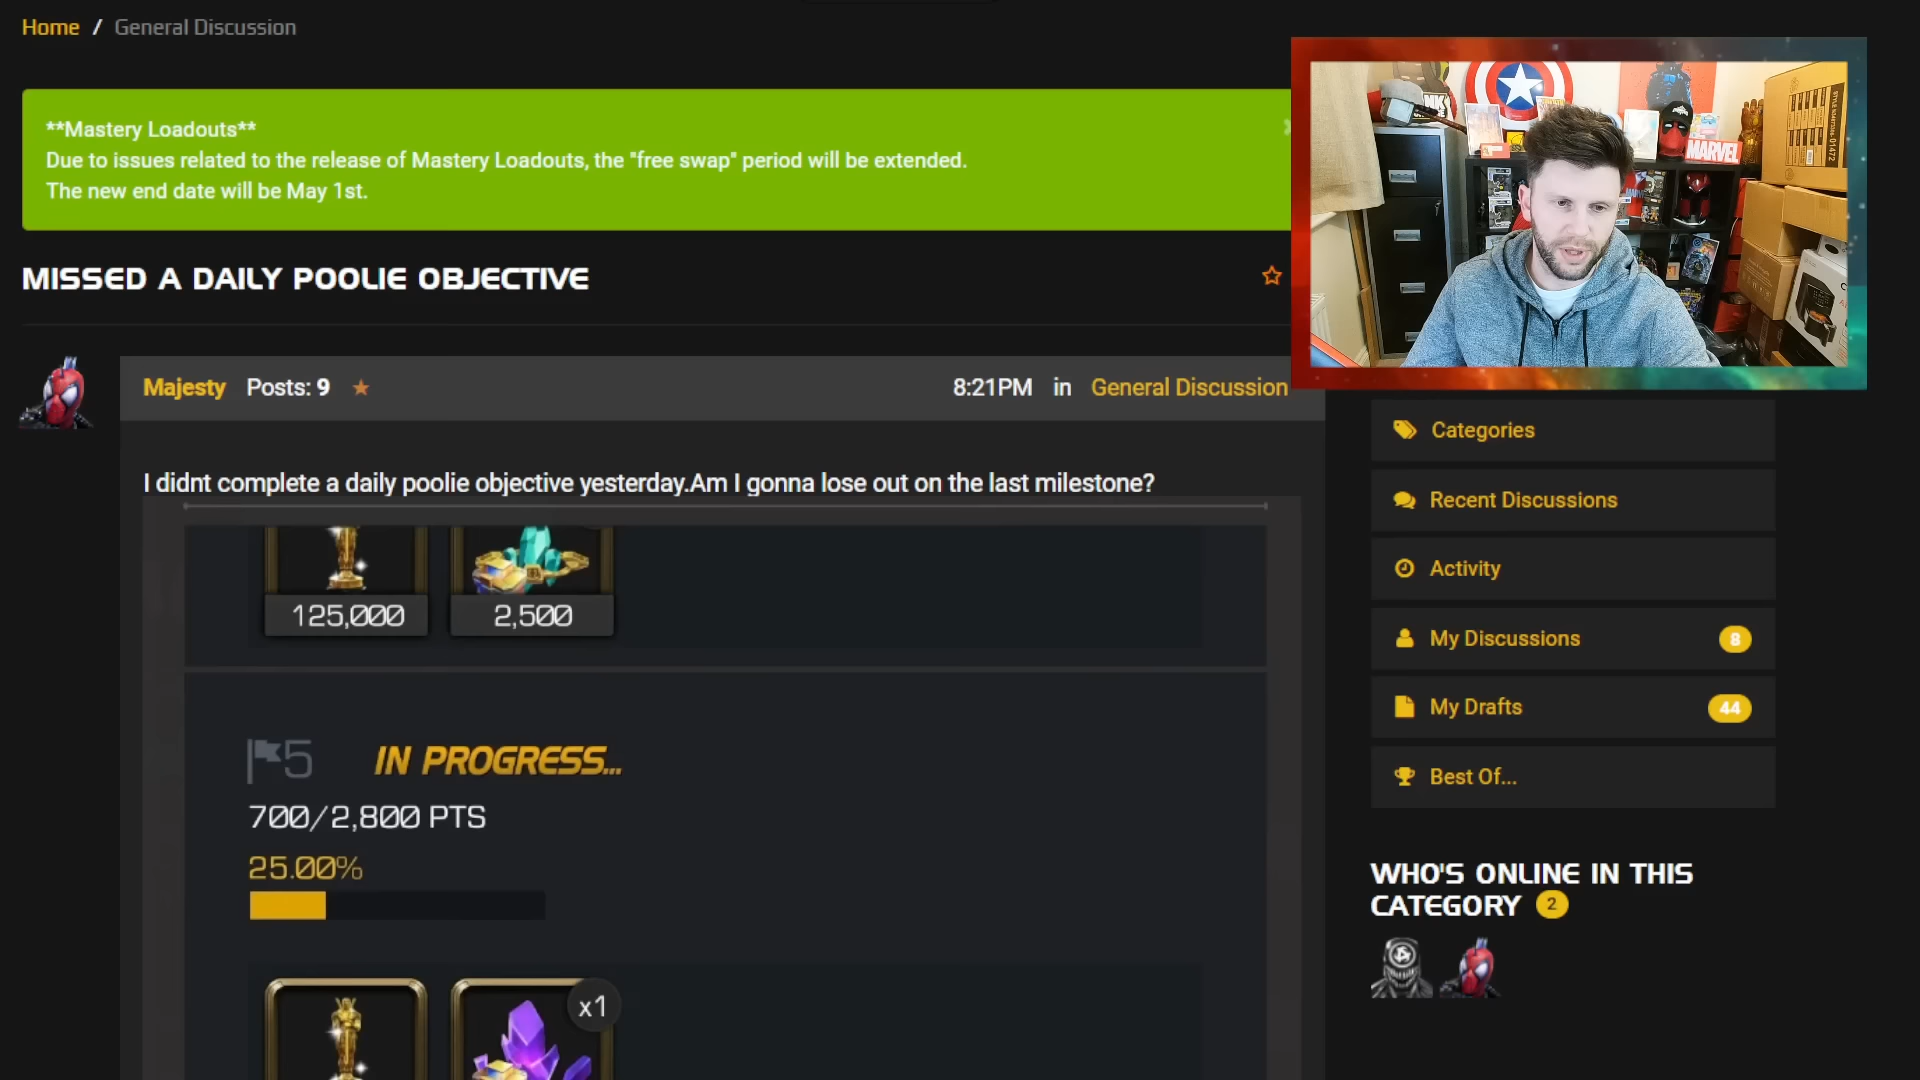 Home / General Discussion
**Mastery Loadouts**
Due to issues related to the release of Mastery Loadouts, the "free swap" period will be extended.
The new end date will be May 1st.
MISSED A DAILY POOLIE OBJECTIVE
Majesty Posts: 9 8:21PM in General Discussion
I didnt complete a daily poolie objective yesterday.Am I gonna lose out on the last milestone?
125,000 2,500
5 IN PROGRESS...
700/2,800 PTS
25.00%
x1
MARVEL
Categories
Recent Discussions
Activity
My Discussions 8
My Drafts 44
Best Of...
WHO'S ONLINE IN THIS
CATEGORY 2